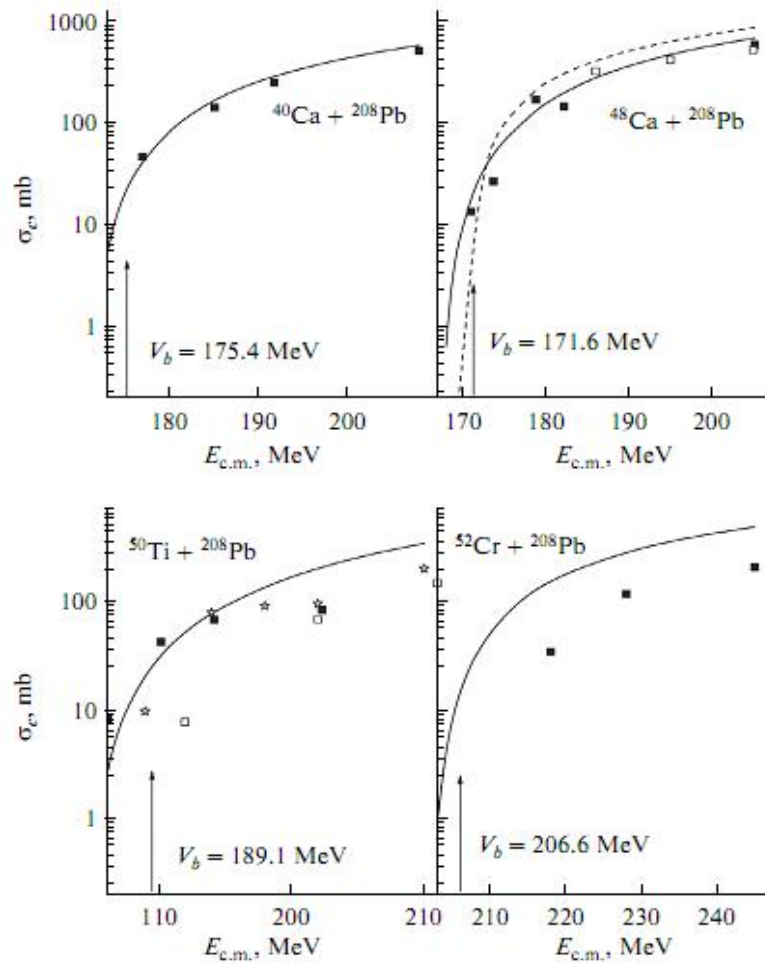 1000
100
10
1
σc, mb
40Ca + 208Pb
Vb = 175.4 MeV
180 190 200
Ec.m., MeV
48Ca + 208Pb
Vb = 171.6 MeV
170 180 190 200
Ec.m., MeV
100
10
1
σc, mb
50Ti + 208Pb
Vb = 189.1 MeV
110 200 210
Ec.m., MeV
52Cr + 208Pb
Vb = 206.6 MeV
210 220 230 240
Ec.m., MeV